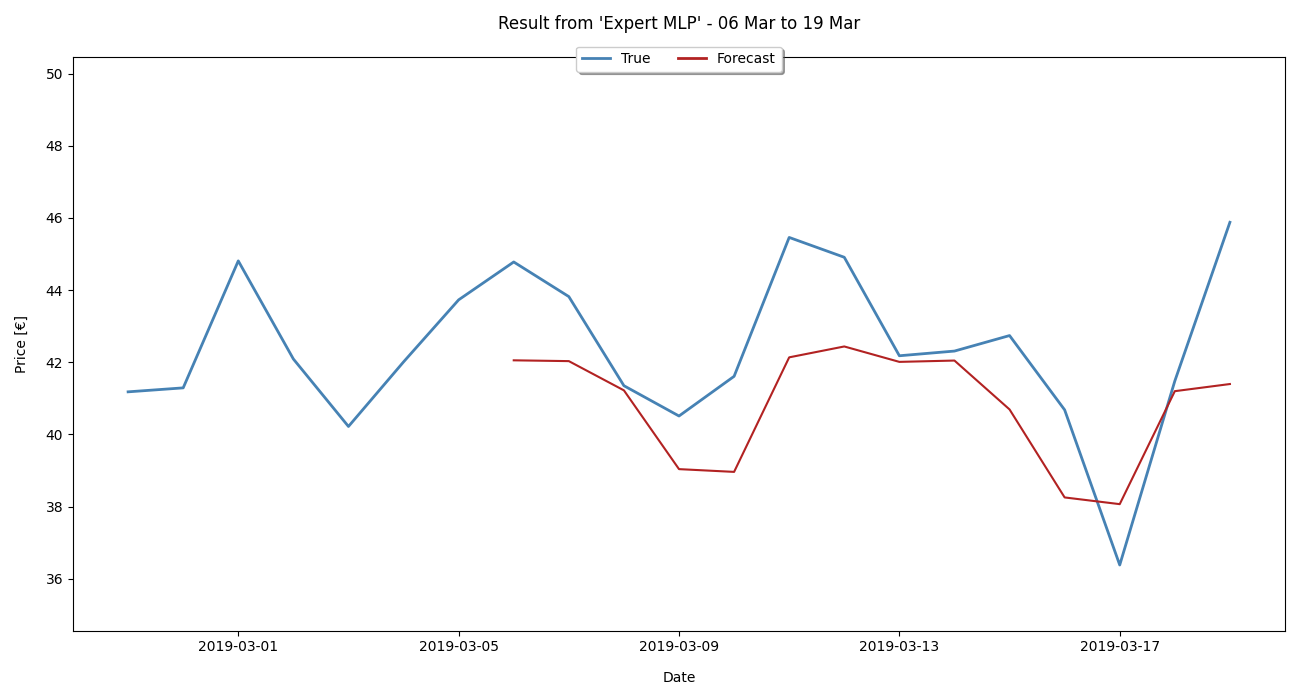 Result from 'Expert MLP' - 06 Mar to 19 Mar
True Forecast
Price [€]
50
48
46
44
42
40
38
36
2019-03-01 2019-03-05 2019-03-09 2019-03-13 2019-03-17
Date